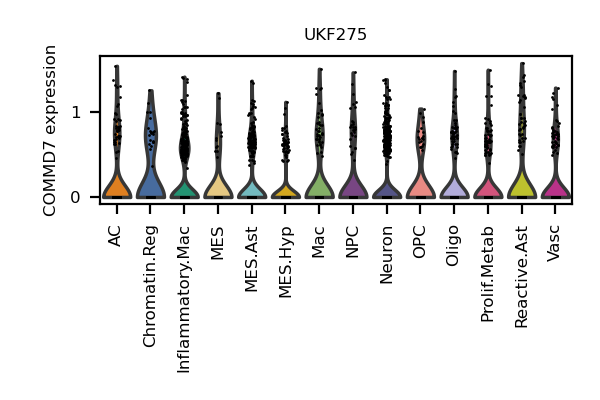 UKF275
COMMD7 expression
1
0
AC
Chromatin.Reg
Inflammatory.Mac
MES
MES.Ast
MES.Hyp
Mac
NPC
Neuron
OPC
Oligo
Prolif.Metab
Reactive.Ast
Vasc